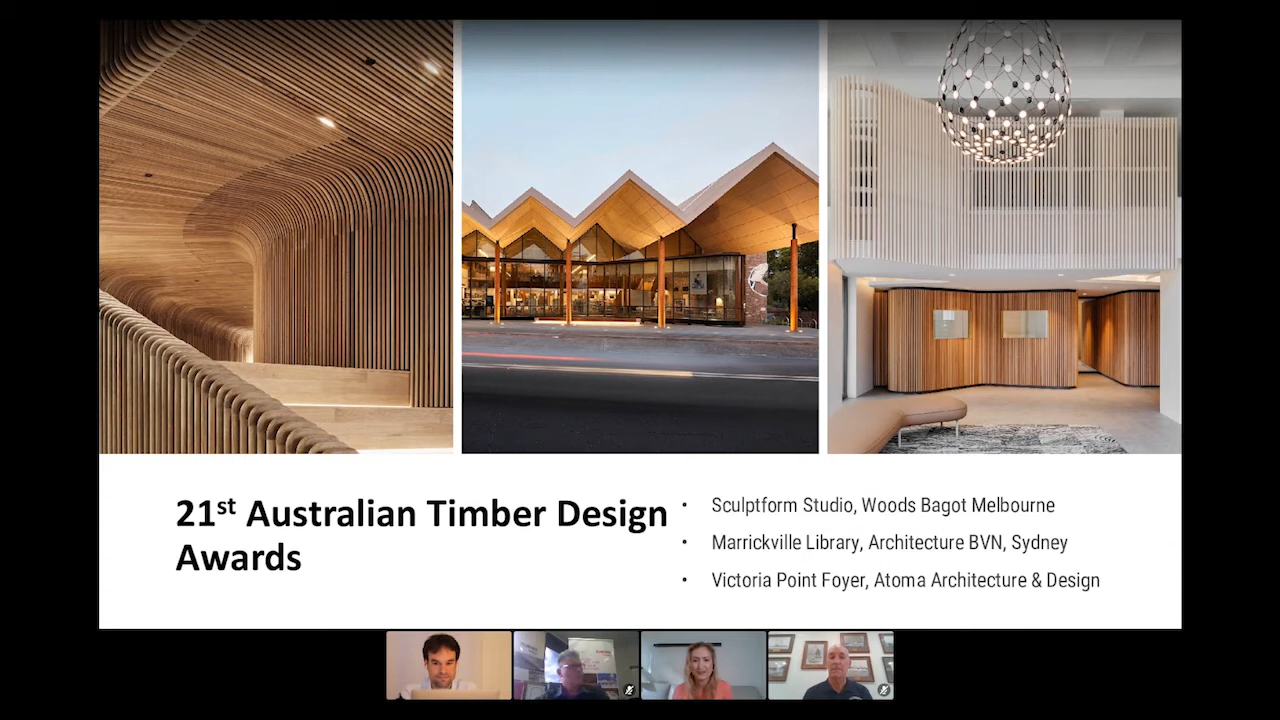 21st Australian Timber Design
Awards
• Sculptform Studio, Woods Bagot Melbourne
• Marrickville Library, Architecture BVN, Sydney
• Victoria Point Foyer, Atoma Architecture & Design